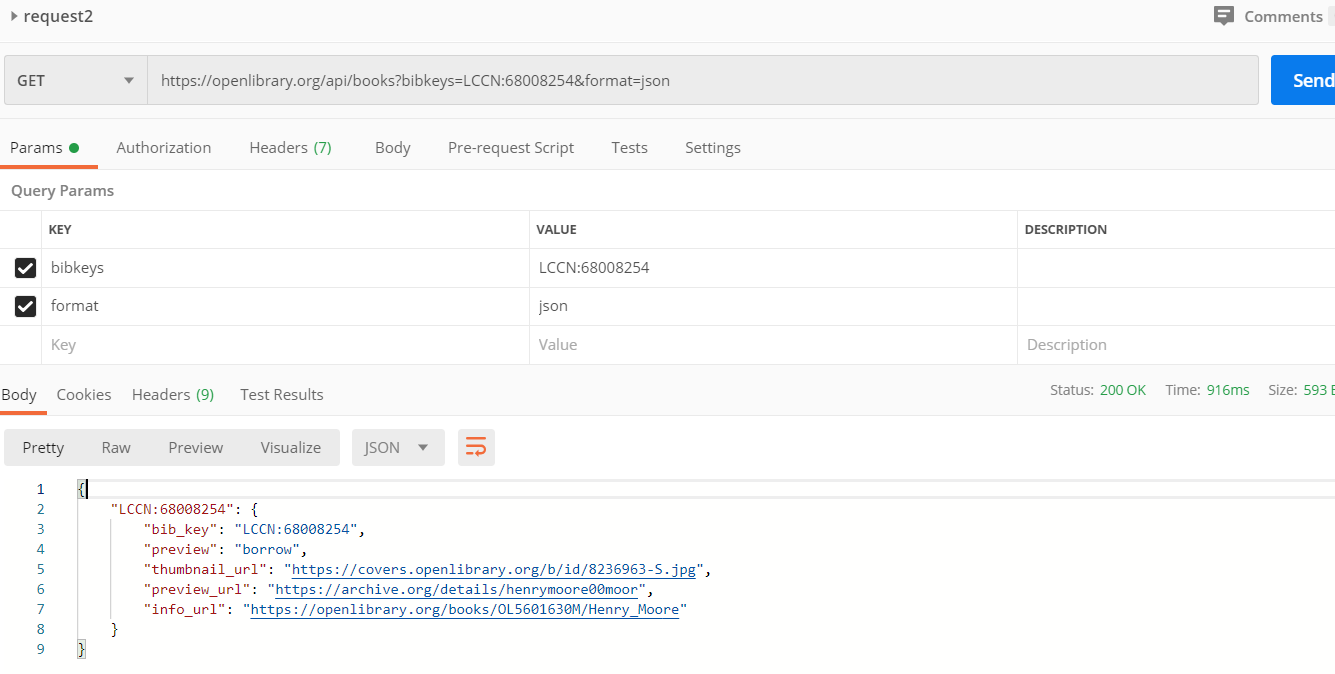 request2
Comments
GET
https://openlibrary.org/api/books?bibkeys=LCCN:68008254&format=json
Send
Params
Authorization
Headers (7)
Body
Pre-request Script
Tests
Settings
Query Params
KEY VALUE DESCRIPTION
bibkeys LCCN:68008254
format json
Key Value Description
Body Cookies Headers (9) Test Results
Status: 200 OK Time: 916ms Size: 593
Pretty Raw Preview Visualize JSON
1 {
2 "LCCN:68008254": {
3 "bib_key": "LCCN:68008254",
4 "preview": "borrow",
5 "thumbnail_url": "https://covers.openlibrary.org/b/id/8236963-S.jpg",
6 "preview_url": "https://archive.org/details/henrymoore00moor",
7 "info_url": "https://openlibrary.org/books/OL5601630M/Henry_Moore"
8 }
9 }